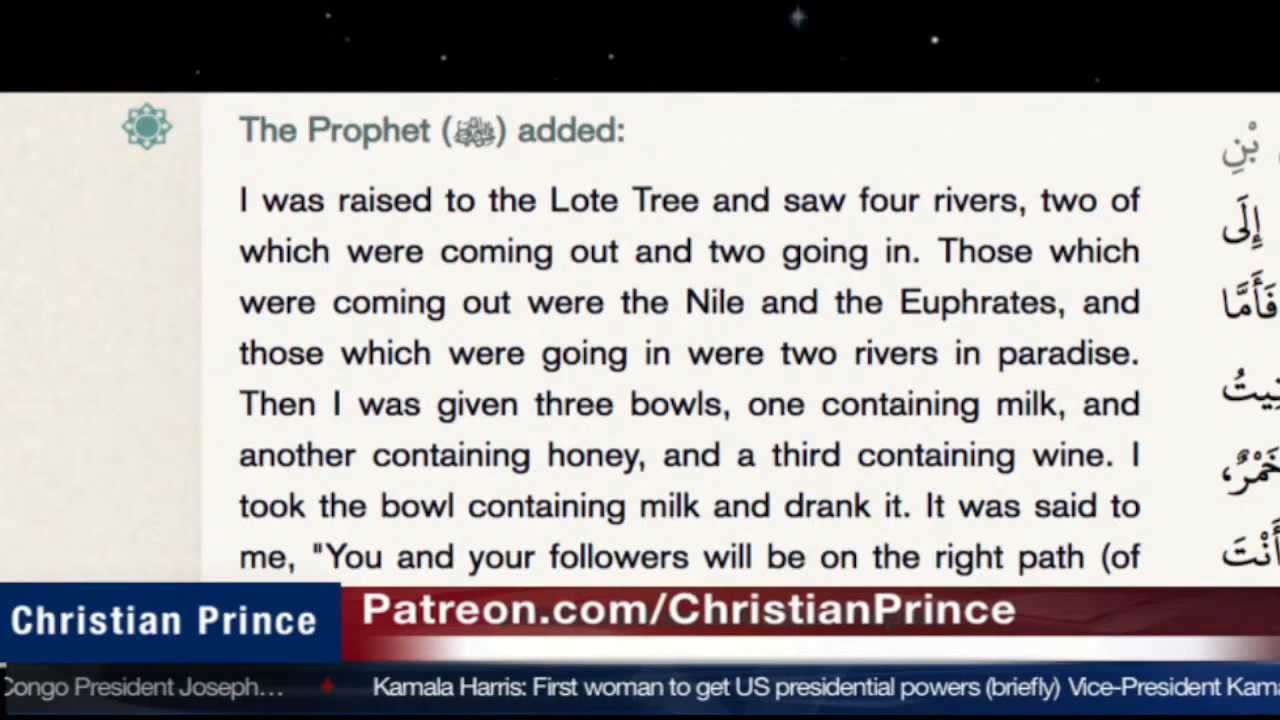 The Prophet (ﷺ) added:
I was raised to the Lote Tree and saw four rivers, two of
which were coming out and two going in. Those which
were coming out were the Nile and the Euphrates, and
those which were going in were two rivers in paradise.
Then I was given three bowls, one containing milk, and
another containing honey, and a third containing wine. I
took the bowl containing milk and drank it. It was said to
me, "You and your followers will be on the right path (of
بْنِ
إِلَى
فَأَمَّا
خَمْرٌ،
أَنْتَ
Christian Prince
Patreon.com/ChristianPrince
Congo President Joseph... Kamala Harris: First woman to get US presidential powers (briefly) Vice-President Kama